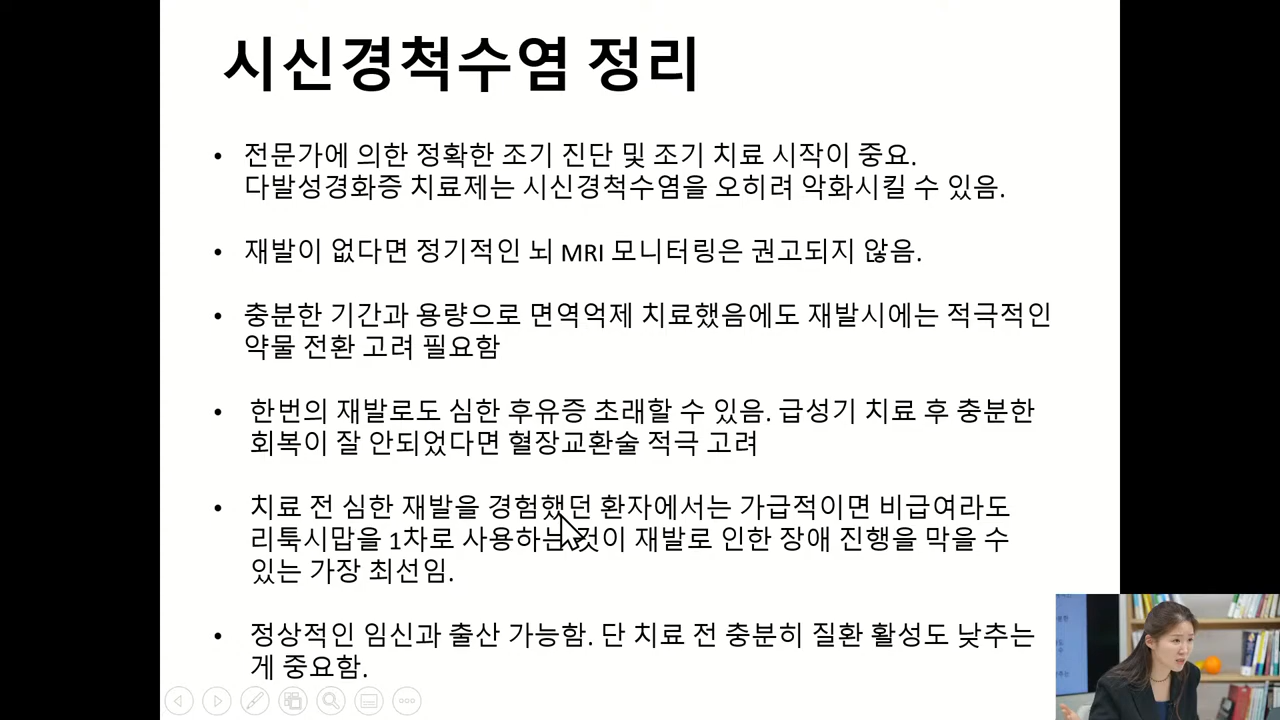 시신경척수염 정리
• 전문가에 의한 정확한 조기 진단 및 조기 치료 시작이 중요.
다발성경화증 치료제는 시신경척수염을 오히려 악화시킬 수 있음.
• 재발이 없다면 정기적인 뇌 MRI 모니터링은 권고되지 않음.
• 충분한 기간과 용량으로 면역억제 치료했음에도 재발시에는 적극적인
약물 전환 고려 필요함
• 한번의 재발로도 심한 후유증 초래할 수 있음. 급성기 치료 후 충분한
회복이 잘 안되었다면 혈장교환술 적극 고려
• 치료 전 심한 재발을 경험했던 환자에서는 가급적이면 비급여라도
리툭시맙을 1차로 사용하는 것이 재발로 인한 장애 진행을 막을 수
있는 가장 최선임.
• 정상적인 임신과 출산 가능함. 단 치료 전 충분히 질환 활성도 낮추는
게 중요함.